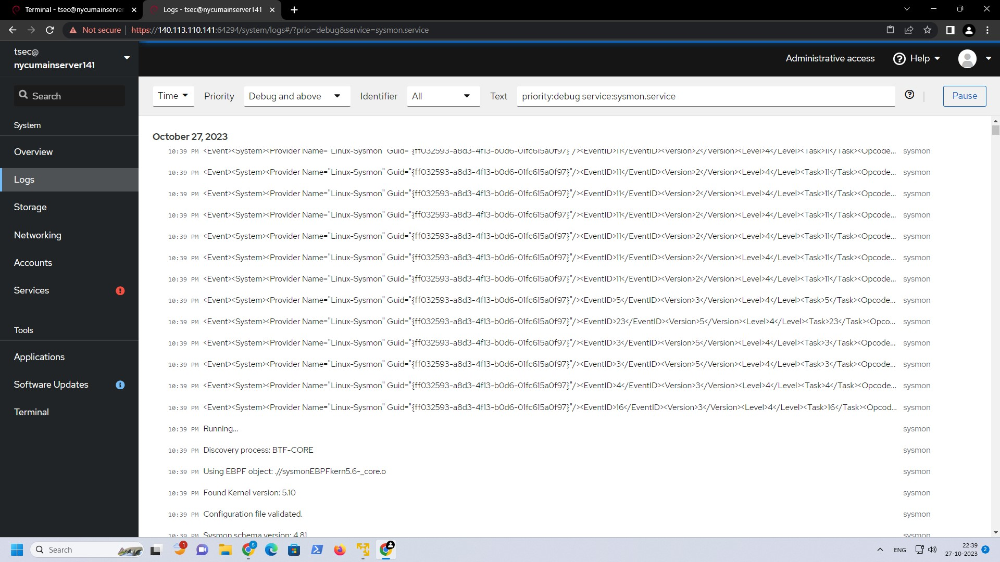 Terminal - tsec@nycumainserver
Logs - tsec@nycumainserver141
Not secure | https://140.113.110.141:64294/system/logs#/?prio=debug&service=sysmon.service
tsec@
nycumainserver141
Administrative access
Help
Search
Time
Priority
Debug and above
Identifier
All
Text
priority:debug service:sysmon.service
Pause
System
Overview
Logs
Storage
Networking
Accounts
Services
Tools
Applications
Software Updates
Terminal
October 27, 2023
10:39 PM <Event><System><Provider Name="Linux-Sysmon" Guid="{ff032593-a8d3-4f13-b0d6-01fc615a0f97}"/><EventID>11</EventID><Version>2</Version><Level>4</Level><Task>11</Task><Opcode... sysmon
10:39 PM <Event><System><Provider Name="Linux-Sysmon" Guid="{ff032593-a8d3-4f13-b0d6-01fc615a0f97}"/><EventID>11</EventID><Version>2</Version><Level>4</Level><Task>11</Task><Opcode... sysmon
10:39 PM <Event><System><Provider Name="Linux-Sysmon" Guid="{ff032593-a8d3-4f13-b0d6-01fc615a0f97}"/><EventID>11</EventID><Version>2</Version><Level>4</Level><Task>11</Task><Opcode... sysmon
10:39 PM <Event><System><Provider Name="Linux-Sysmon" Guid="{ff032593-a8d3-4f13-b0d6-01fc615a0f97}"/><EventID>11</EventID><Version>2</Version><Level>4</Level><Task>11</Task><Opcode... sysmon
10:39 PM <Event><System><Provider Name="Linux-Sysmon" Guid="{ff032593-a8d3-4f13-b0d6-01fc615a0f97}"/><EventID>11</EventID><Version>2</Version><Level>4</Level><Task>11</Task><Opcode... sysmon
10:39 PM <Event><System><Provider Name="Linux-Sysmon" Guid="{ff032593-a8d3-4f13-b0d6-01fc615a0f97}"/><EventID>11</EventID><Version>2</Version><Level>4</Level><Task>11</Task><Opcode... sysmon
10:39 PM <Event><System><Provider Name="Linux-Sysmon" Guid="{ff032593-a8d3-4f13-b0d6-01fc615a0f97}"/><EventID>11</EventID><Version>2</Version><Level>4</Level><Task>11</Task><Opcode... sysmon
10:39 PM <Event><System><Provider Name="Linux-Sysmon" Guid="{ff032593-a8d3-4f13-b0d6-01fc615a0f97}"/><EventID>5</EventID><Version>3</Version><Level>4</Level><Task>5</Task><Opcode... sysmon
10:39 PM <Event><System><Provider Name="Linux-Sysmon" Guid="{ff032593-a8d3-4f13-b0d6-01fc615a0f97}"/><EventID>23</EventID><Version>5</Version><Level>4</Level><Task>23</Task><Opco... sysmon
10:39 PM <Event><System><Provider Name="Linux-Sysmon" Guid="{ff032593-a8d3-4f13-b0d6-01fc615a0f97}"/><EventID>3</EventID><Version>5</Version><Level>4</Level><Task>3</Task><Opcode... sysmon
10:39 PM <Event><System><Provider Name="Linux-Sysmon" Guid="{ff032593-a8d3-4f13-b0d6-01fc615a0f97}"/><EventID>3</EventID><Version>5</Version><Level>4</Level><Task>3</Task><Opcode... sysmon
10:39 PM <Event><System><Provider Name="Linux-Sysmon" Guid="{ff032593-a8d3-4f13-b0d6-01fc615a0f97}"/><EventID>4</EventID><Version>3</Version><Level>4</Level><Task>4</Task><Opcode... sysmon
10:39 PM <Event><System><Provider Name="Linux-Sysmon" Guid="{ff032593-a8d3-4f13-b0d6-01fc615a0f97}"/><EventID>16</EventID><Version>3</Version><Level>4</Level><Task>16</Task><Opcod... sysmon
10:39 PM Running... sysmon
10:39 PM Discovery process: BTF-CORE sysmon
10:39 PM Using EBPF object: .//sysmonEBPFkern5.6-_core.o sysmon
10:39 PM Found Kernel version: 5.10 sysmon
10:39 PM Configuration file validated. sysmon
10:39 PM Sysmon schema version: 4.81 sysmon
Search
1
S
ENG
22:39
27-10-2023
2